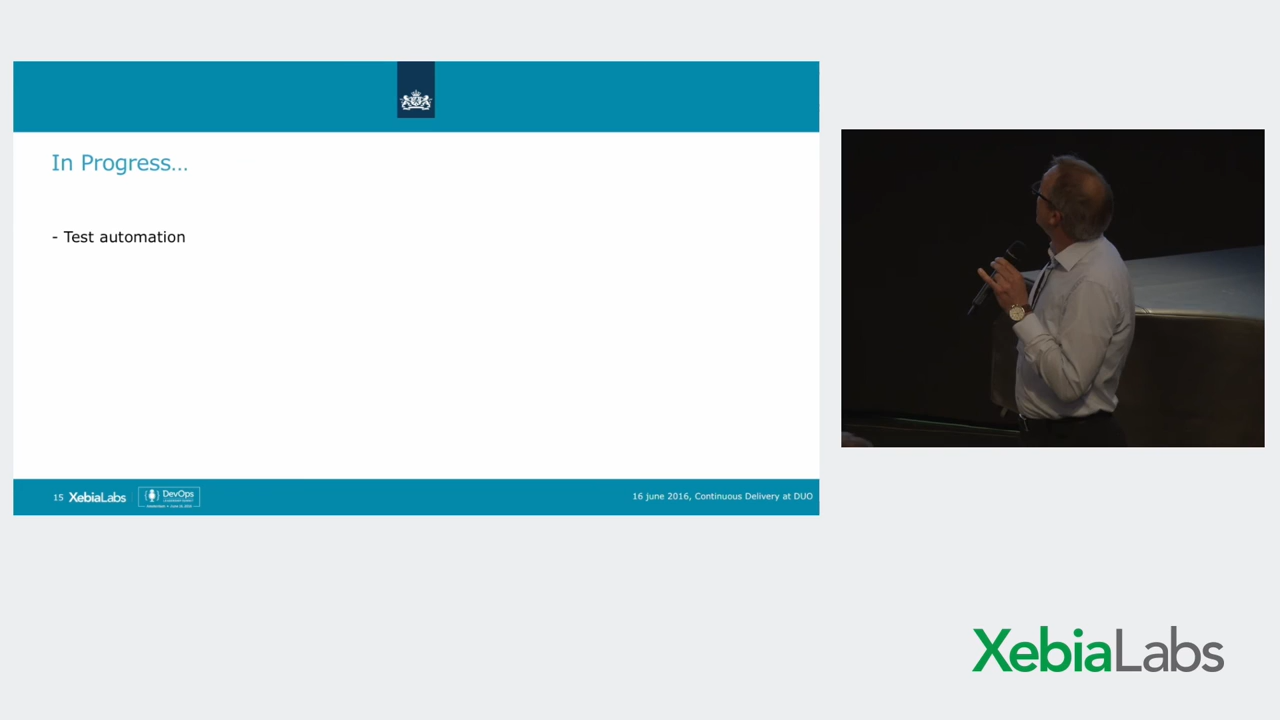 In Progress...
- Test automation
15 XebiaLabs
DevOps
16 june 2016, Continuous Delivery at DUO
XebiaLabs